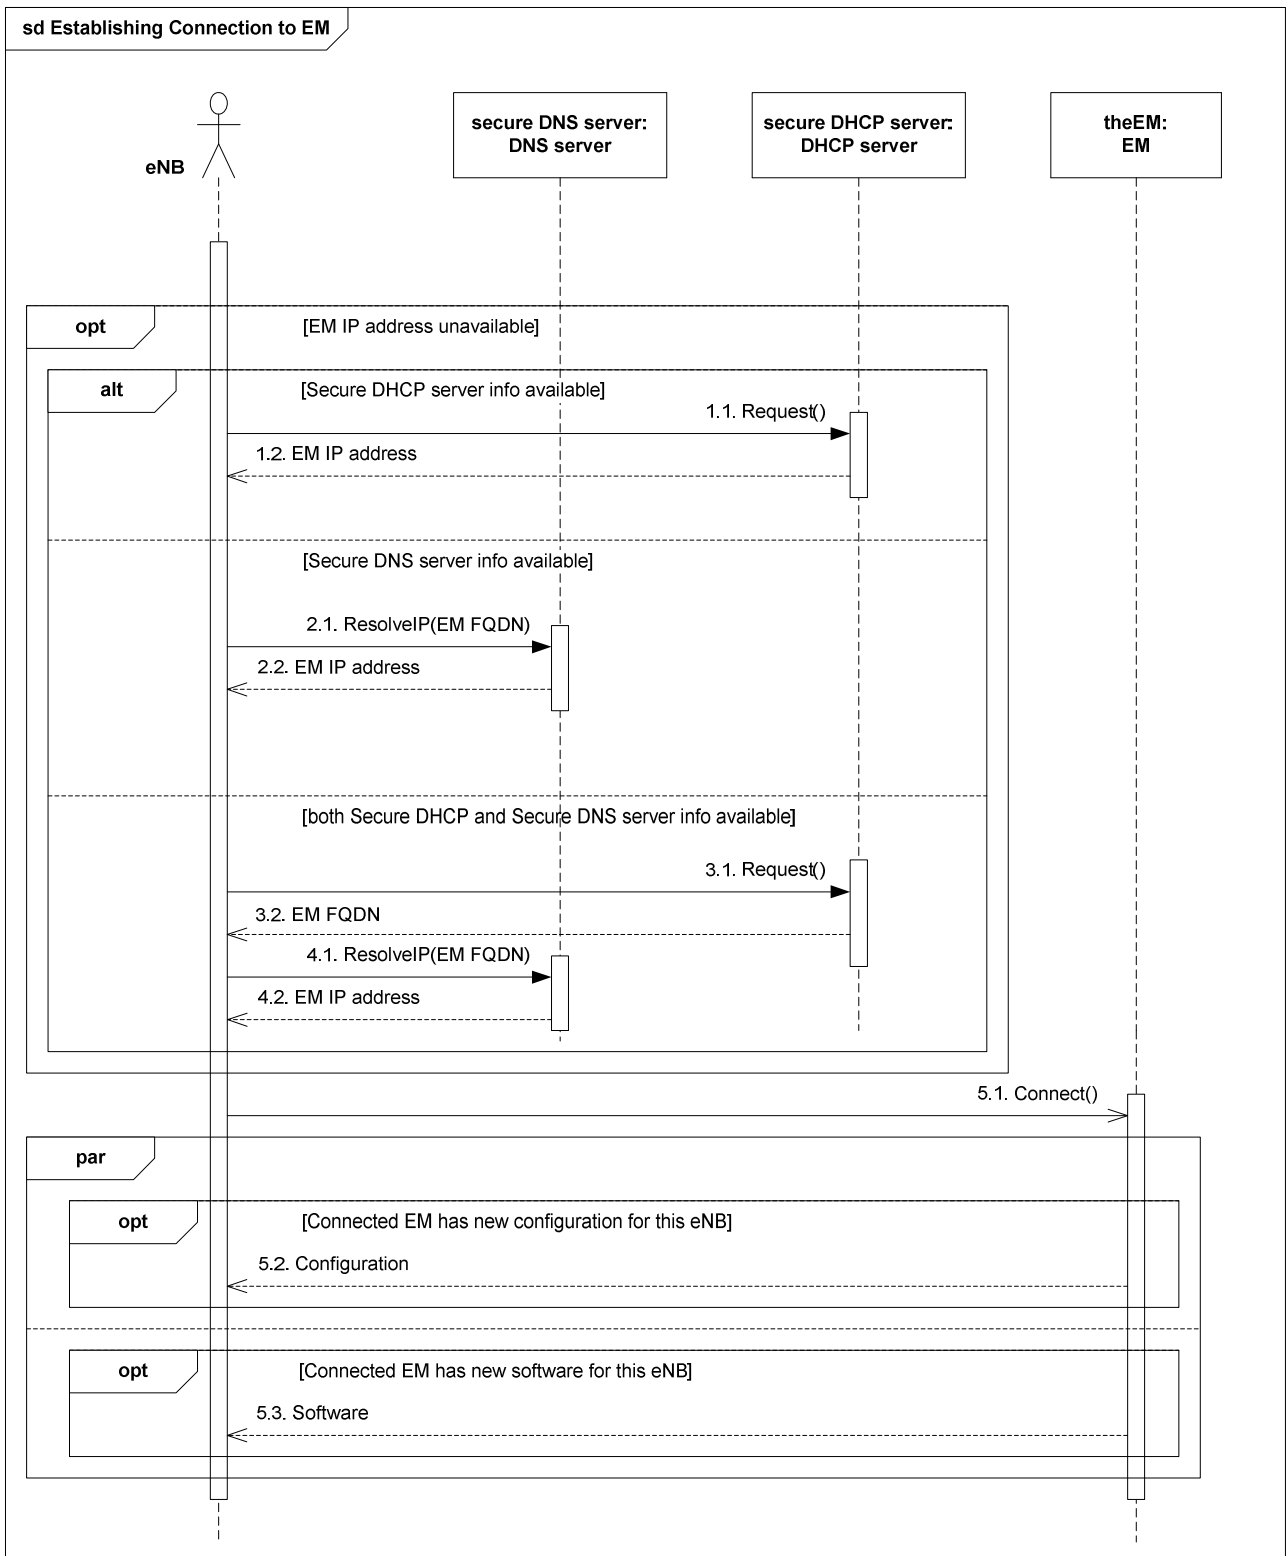 sd Establishing Connection to EM
eNB
secure DNS server:
DNS server
secure DHCP server:
DHCP server
theEM:
EM
opt
[EM IP address unavailable]
alt
[Secure DHCP server info available]
1.1. Request()
1.2. EM IP address
[Secure DNS server info available]
2.1. ResolveIP(EM FQDN)
2.2. EM IP address
[both Secure DHCP and Secure DNS server info available]
3.1. Request()
3.2. EM FQDN
4.1. ResolveIP(EM FQDN)
4.2. EM IP address
5.1. Connect()
par
opt
[Connected EM has new configuration for this eNB]
5.2. Configuration
opt
[Connected EM has new software for this eNB]
5.3. Software